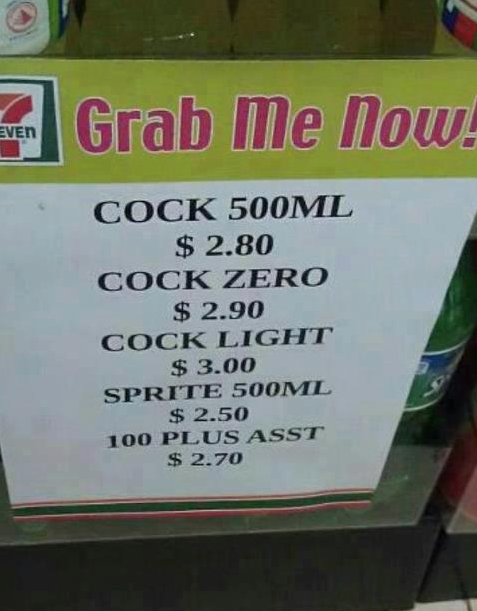 EVEn
Grab Me Now!
COCK 500ML
$ 2.80
COCK ZERO
$ 2.90
COCK LIGHT
$ 3.00
SPRITE 500ML
$ 2.50
100 PLUS ASST
$ 2.70